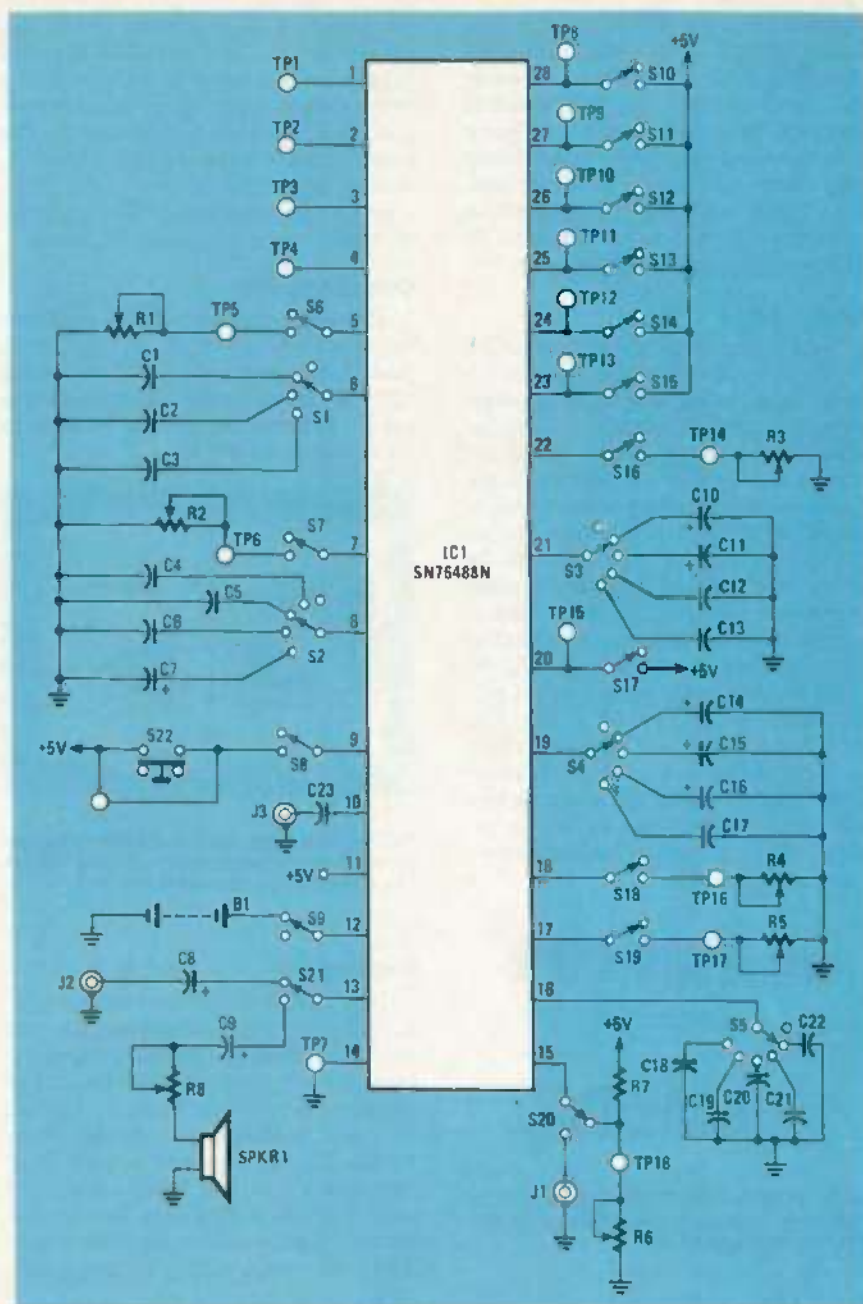 TP1 1
TP2 2
TP3 3
TP4 4
R1 TP5 S6 5
C1
C2 S1 6
C3
R2
TP6 S7 7
C4
C5
C6 S2 8
C7
+5V S22 S8 9
J3 C23 10
+5V 11
B1 S9 12
J2 C8 S21 13
C9
R8 TP7 14
SPKR1
IC1
SN76488N
TP8 +5V
28 S10
TP9
27 S11
TP10
26 S12
TP11
25 S13
TP12
24 S14
TP13
23 S15
22 S16 TP14 R3
C10
21 S3 C11
C12
C13
TP15
20 S17 +5V
C14
19 S4 C15
C16
C17
18 S18 TP16 R4
17 S19 TP17 R5
16 S5 C22
+5V
15 R7 C18 C19 C20 C21
S20
TP18
J1 R6